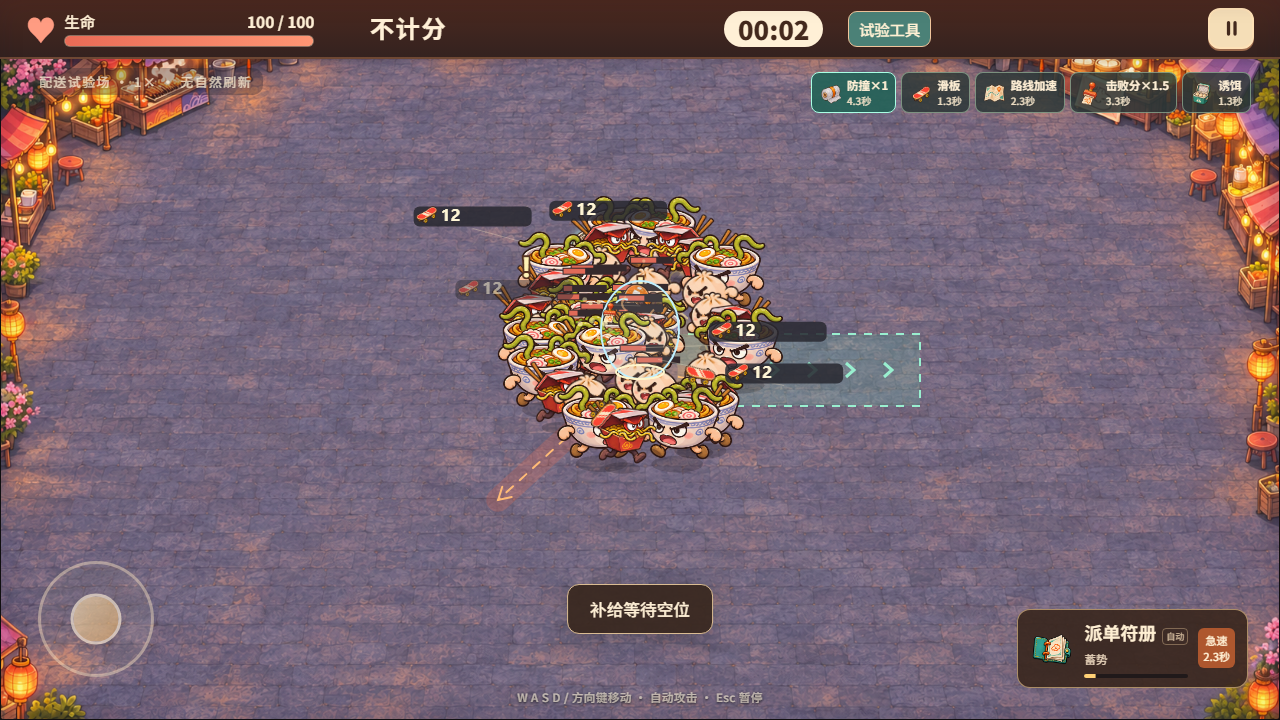 生命
100 / 100
不计分
00:02
试验工具
配送试验场 · 1× · 无自然刷新
防撞×1
4.3秒
滑板
1.3秒
路线加速
2.3秒
击败分×1.5
3.3秒
诱饵
1.3秒
12
12
12
12
12
补给等待空位
派单符册
自动
蓄势
急速
2.3秒
W A S D / 方向键移动 · 自动攻击 · Esc 暂停